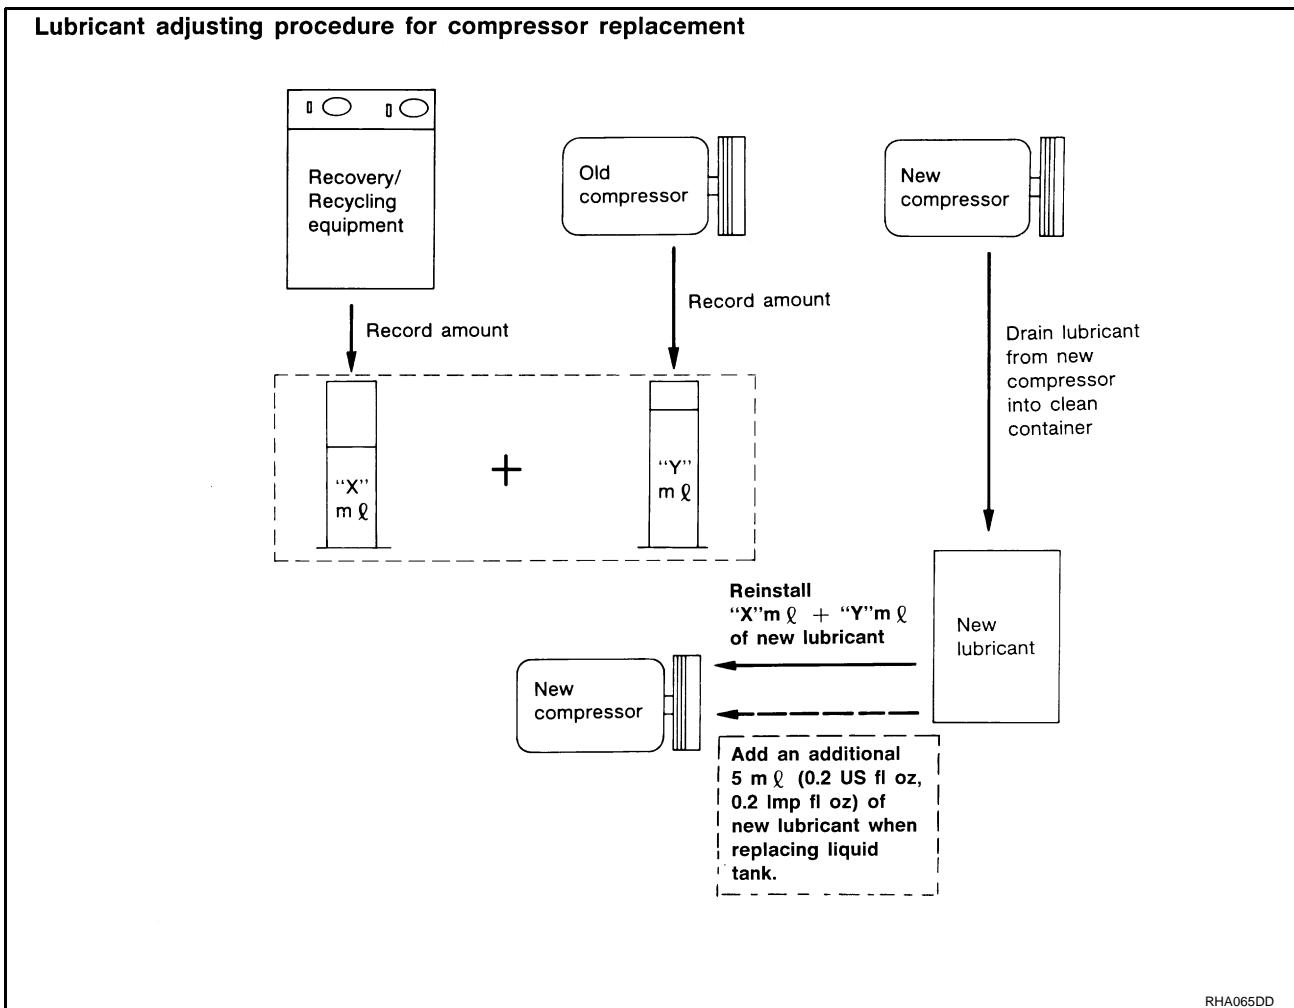 Lubricant adjusting procedure for compressor replacement
Recovery/
Recycling
equipment
Old
compressor
New
compressor
Record amount
Record amount
Drain lubricant
from new
compressor
into clean
container
“X”
m ℓ
+
“Y”
m ℓ
Reinstall
“X”m ℓ + “Y”m ℓ
of new lubricant
New
lubricant
New
compressor
Add an additional
5 m ℓ (0.2 US fl oz,
0.2 Imp fl oz) of
new lubricant when
replacing liquid
tank.
RHA065DD